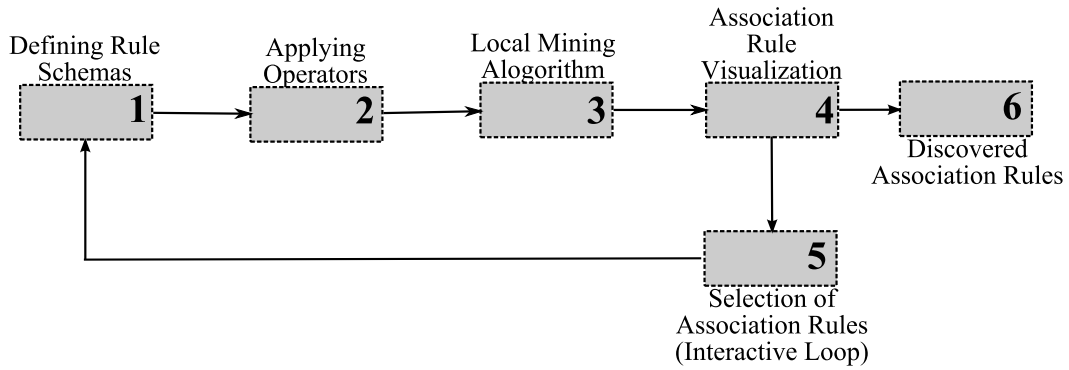 Defining Rule
Schemas
1
Applying
Operators
2
Local Mining
Alogorithm
3
Association
Rule
Visualization
4
6
Discovered
Association Rules
5
Selection of
Association Rules
(Interactive Loop)